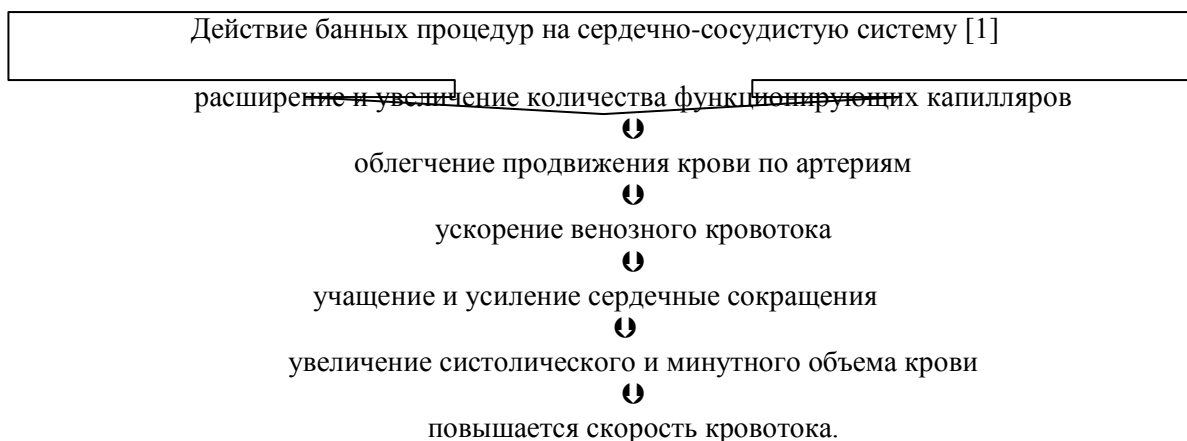 Действие банных процедур на сердечно-сосудистую систему [1]
расширение и увеличение количества функционирующих капилляров
облегчение продвижения крови по артериям
ускорение венозного кровотока
учащение и усиление сердечные сокращения
увеличение систолического и минутного объема крови
повышается скорость кровотока.